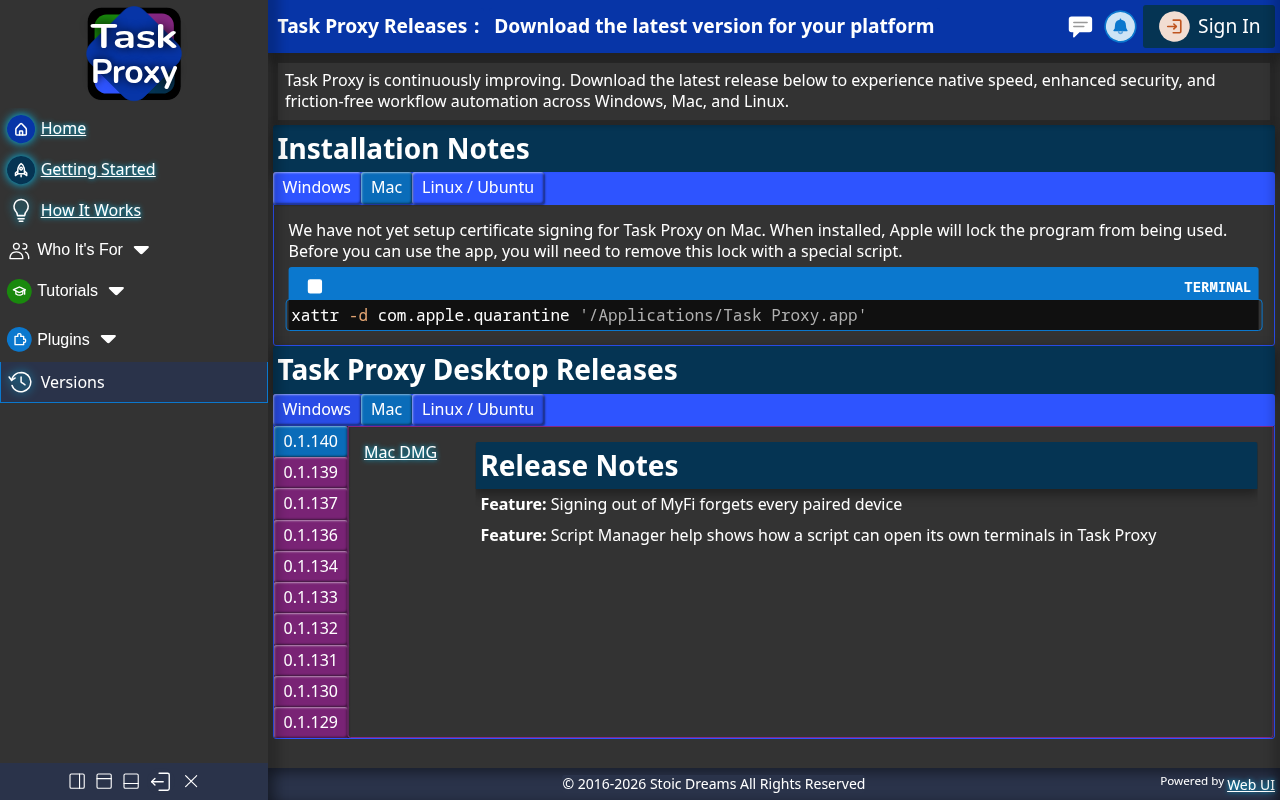 Task
Proxy
Home
Getting Started
How It Works
Who It's For
Tutorials
Plugins
Versions
Task Proxy Releases : Download the latest version for your platform
Sign In
Task Proxy is continuously improving. Download the latest release below to experience native speed, enhanced security, and
friction-free workflow automation across Windows, Mac, and Linux.
Installation Notes
Windows Mac Linux / Ubuntu
We have not yet setup certificate signing for Task Proxy on Mac. When installed, Apple will lock the program from being used.
Before you can use the app, you will need to remove this lock with a special script.
TERMINAL
xattr -d com.apple.quarantine '/Applications/Task Proxy.app'
Task Proxy Desktop Releases
Windows Mac Linux / Ubuntu
0.1.140
0.1.139
0.1.137
0.1.136
0.1.134
0.1.133
0.1.132
0.1.131
0.1.130
0.1.129
Mac DMG
Release Notes
Feature: Signing out of MyFi forgets every paired device
Feature: Script Manager help shows how a script can open its own terminals in Task Proxy
© 2016-2026 Stoic Dreams All Rights Reserved
Powered by Web UI